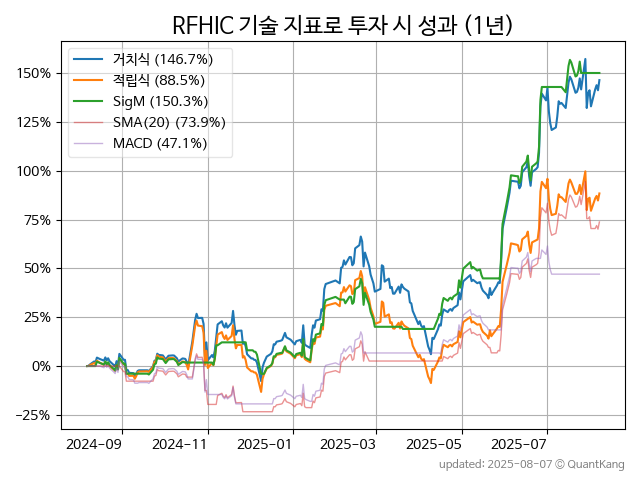 RFHIC 기술 지표로 투자 시 성과 (1년)
거치식 (146.7%)
적립식 (88.5%)
SigM (150.3%)
SMA(20) (73.9%)
MACD (47.1%)
150%
125%
100%
75%
50%
25%
0%
−25%
2024−09
2024−11
2025−01
2025−03
2025−05
2025−07
updated: 2025−08−07 © QuantKang